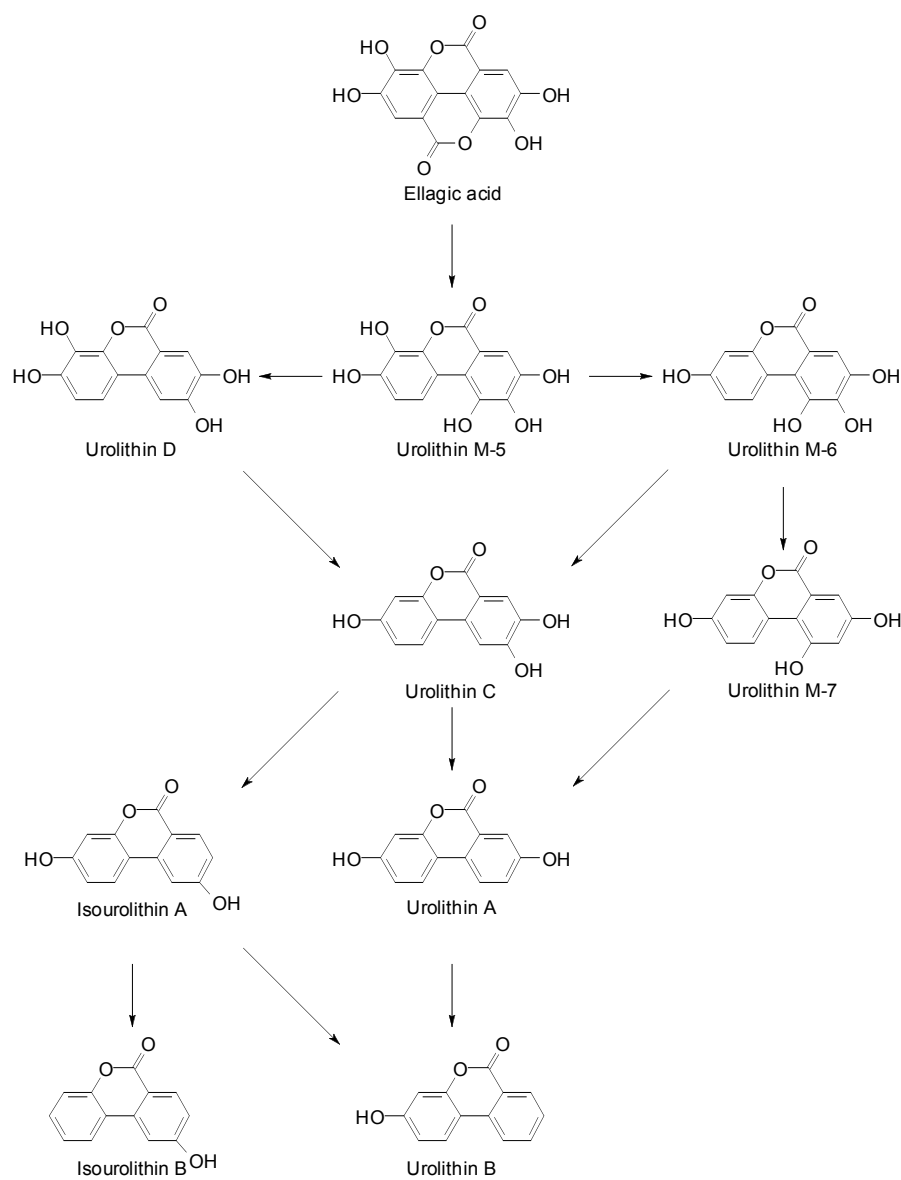 O
HO
O
HO
OH
O
OH
O
Ellagic acid
O
HO
O
HO
OH
OH
Urolithin D
O
HO
O
HO
OH
HO
OH
Urolithin M-5
O
O
HO
OH
HO
OH
Urolithin M-6
O
O
HO
OH
OH
Urolithin C
O
O
HO
OH
HO
Urolithin M-7
O
O
HO
OH
Isourolithin A
O
O
HO
OH
Urolithin A
O
O
OH
Isourolithin B
O
O
HO
Urolithin B